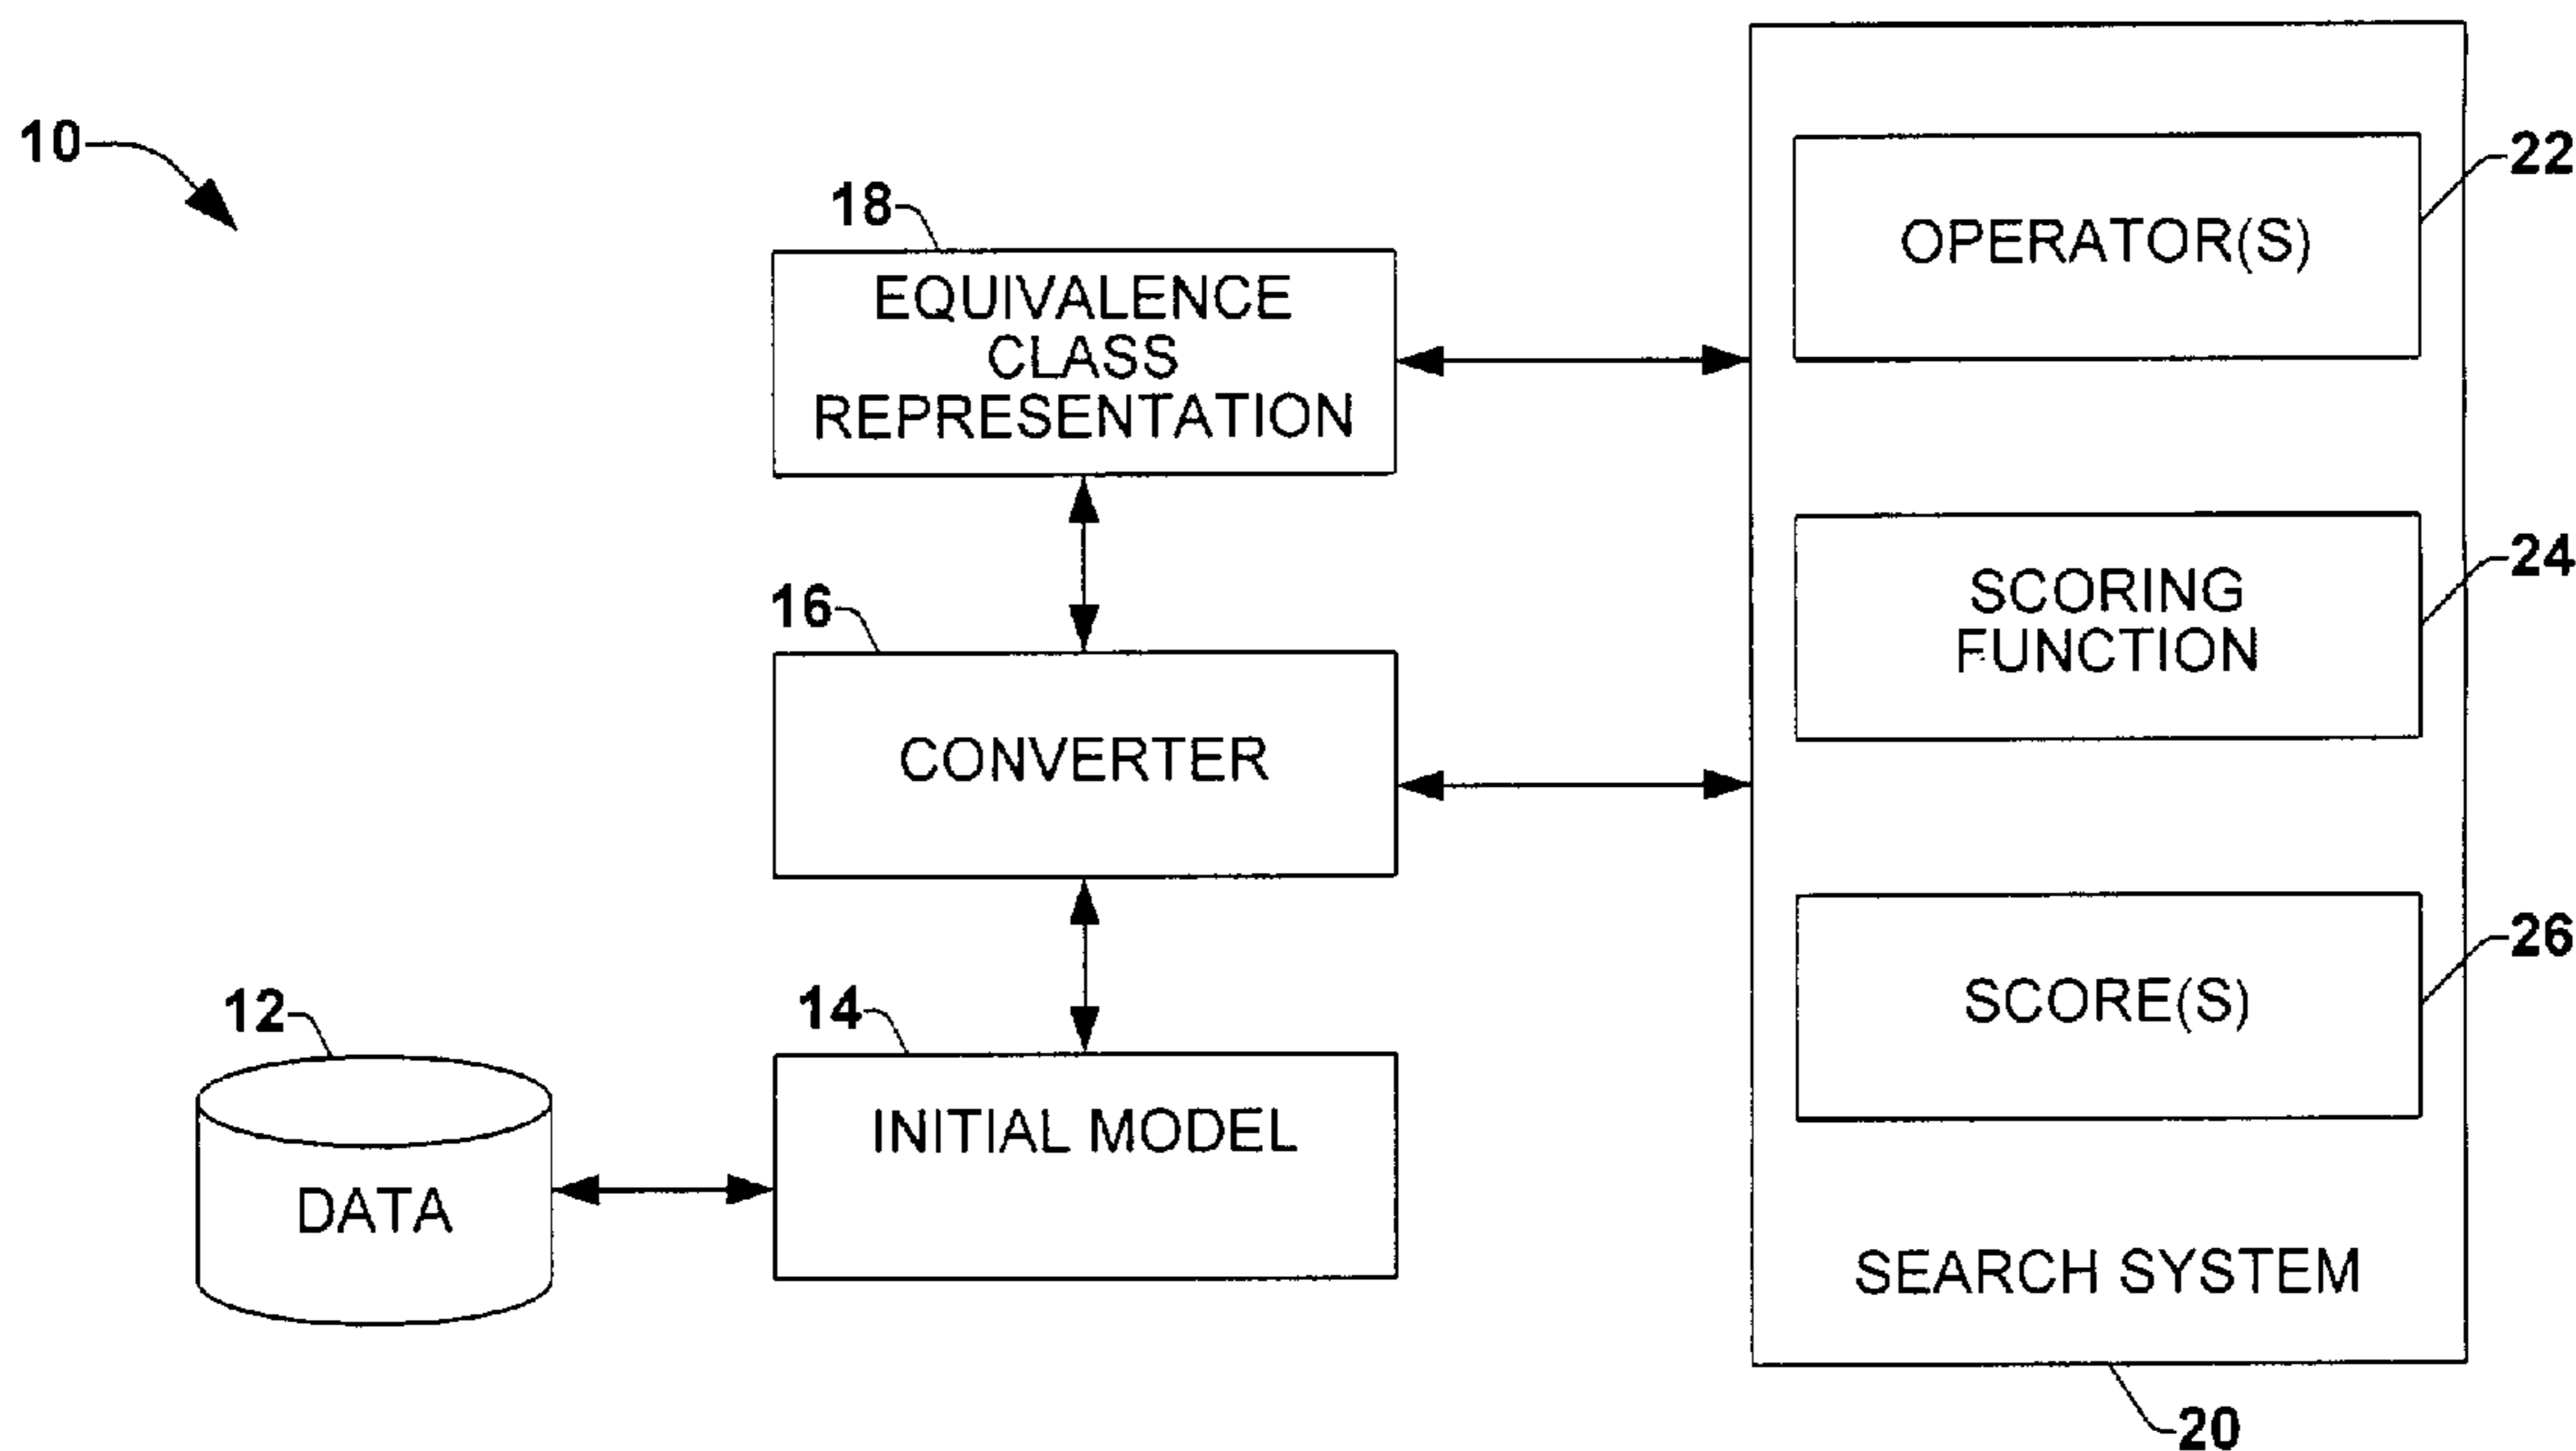 10
18
EQUIVALENCE
CLASS
REPRESENTATION
16
CONVERTER
12
DATA
14
INITIAL MODEL
22
OPERATOR(S)
24
SCORING
FUNCTION
26
SCORE(S)
SEARCH SYSTEM
20